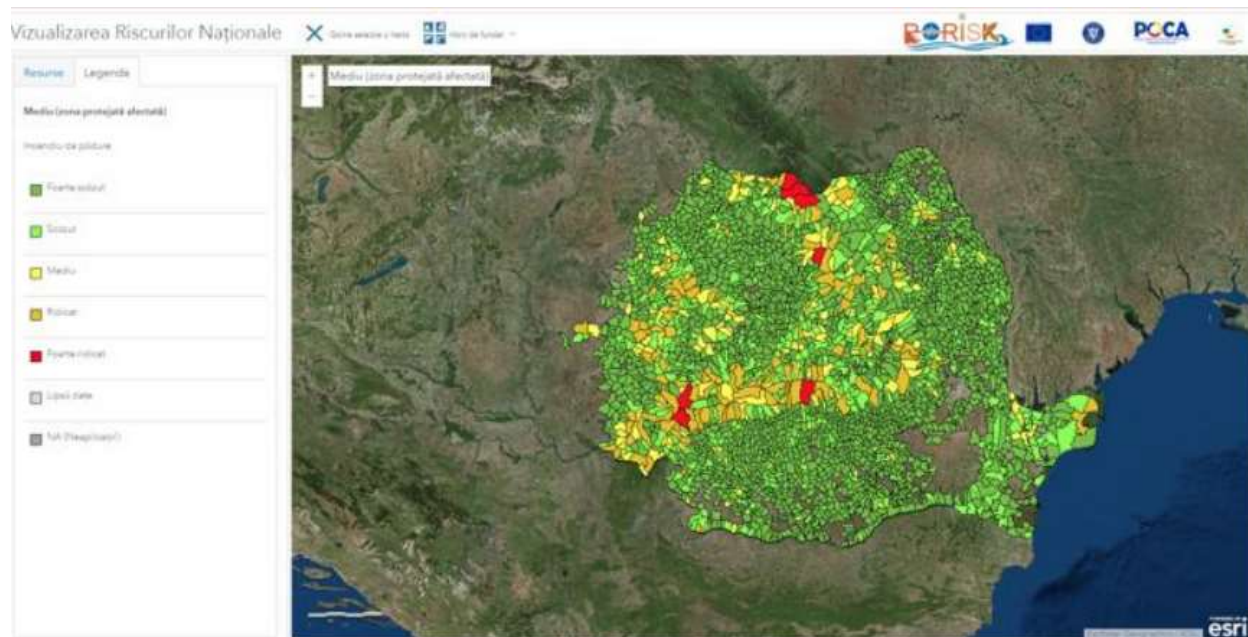 Vizualizarea Riscurilor Naționale
RORISK
POCA
Resurse
Legenda
Mediu (zona protejată afectată)
Incendiu de pădure
Foarte scăzut
Scăzut
Mediu
Ridicat
Foarte ridicat
Lipsă date
NA (Neaplicabil)
+
Mediu (zona protejată afectată)
−
esri